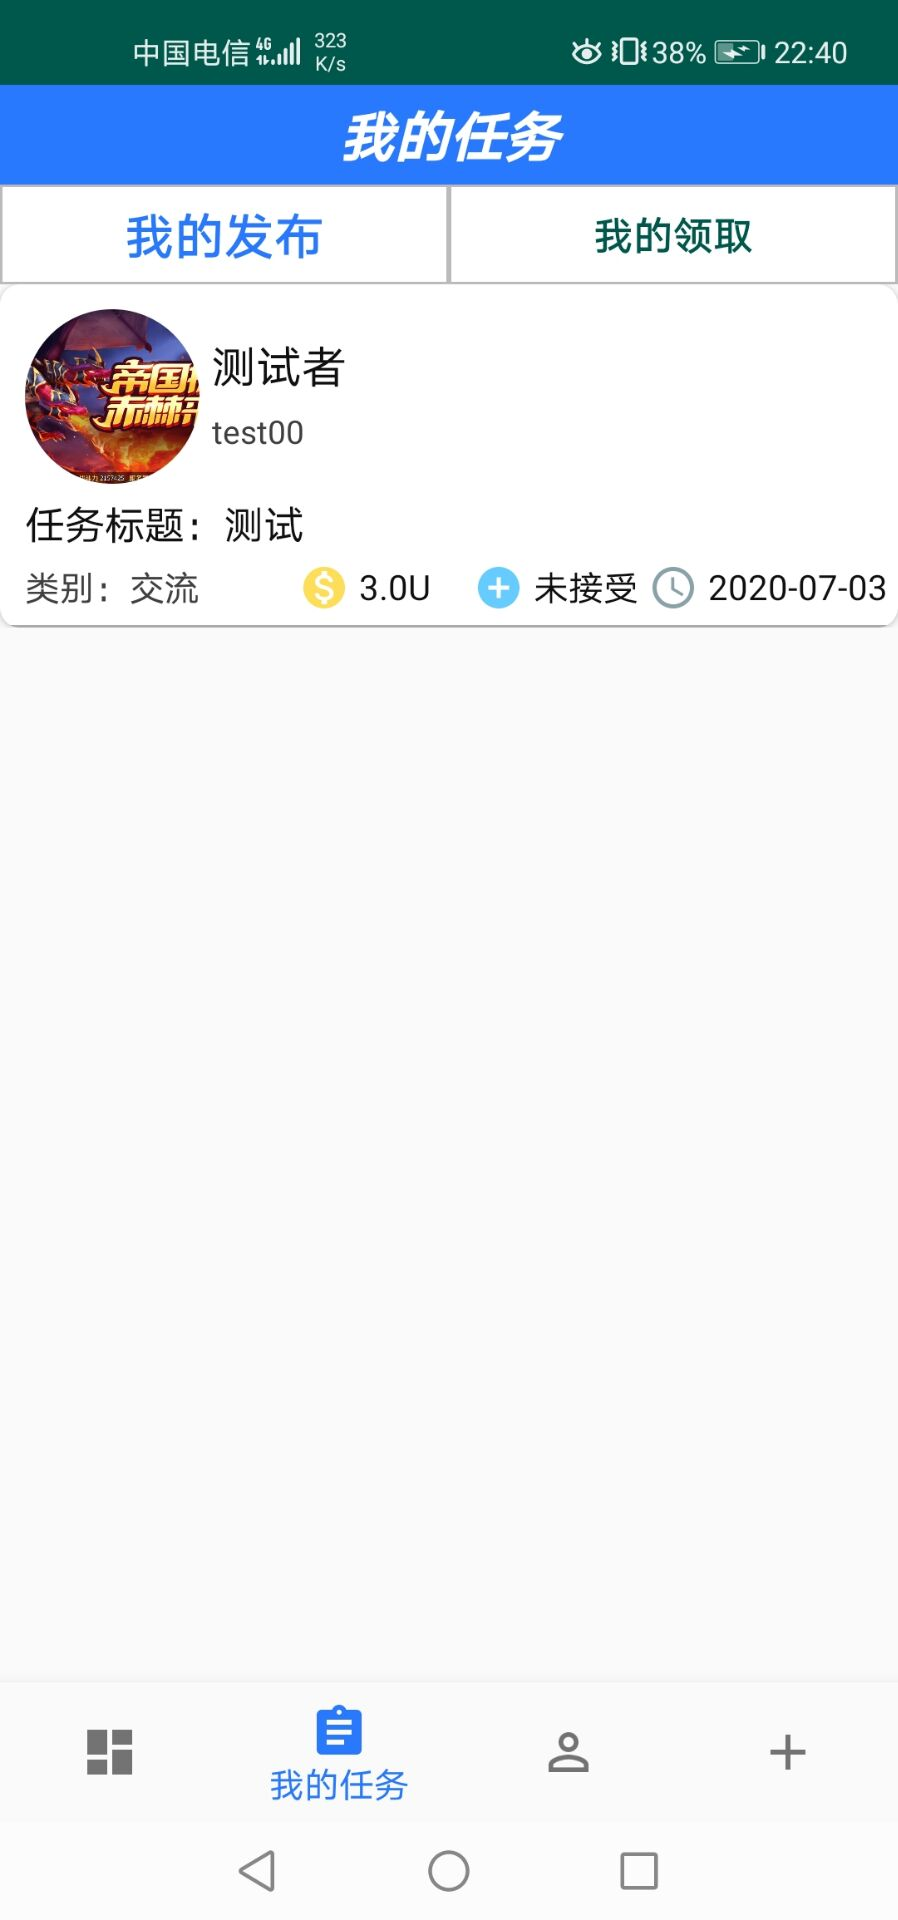 中国电信 4G 323 K/s 38% 22:40
我的任务
我的发布 我的领取
测试者
test00
任务标题：测试
类别：交流 3.0U 未接受 2020-07-03
我的任务